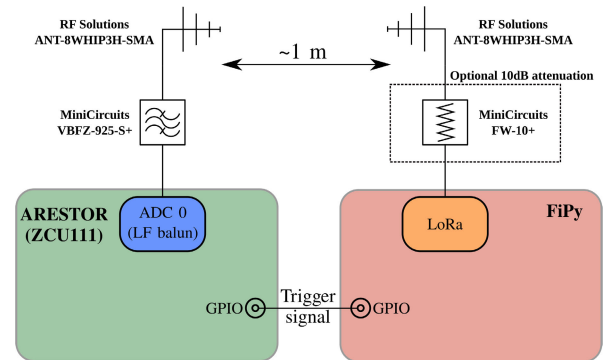 RF Solutions
ANT-8WHIP3H-SMA
RF Solutions
ANT-8WHIP3H-SMA
~1 m
Optional 10dB attenuation
MiniCircuits
VBFZ-925-S+
MiniCircuits
FW-10+
ARESTOR
(ZCU111)
ADC 0
(LF balun)
LoRa
FiPy
GPIO
Trigger
signal
GPIO